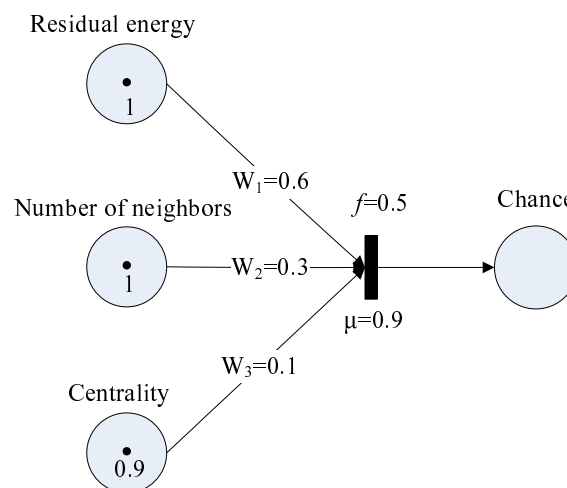 Residual energy
1
W₁=0.6
Number of neighbors
1
W₂=0.3
f=0.5
Chance
μ=0.9
W₃=0.1
Centrality
0.9